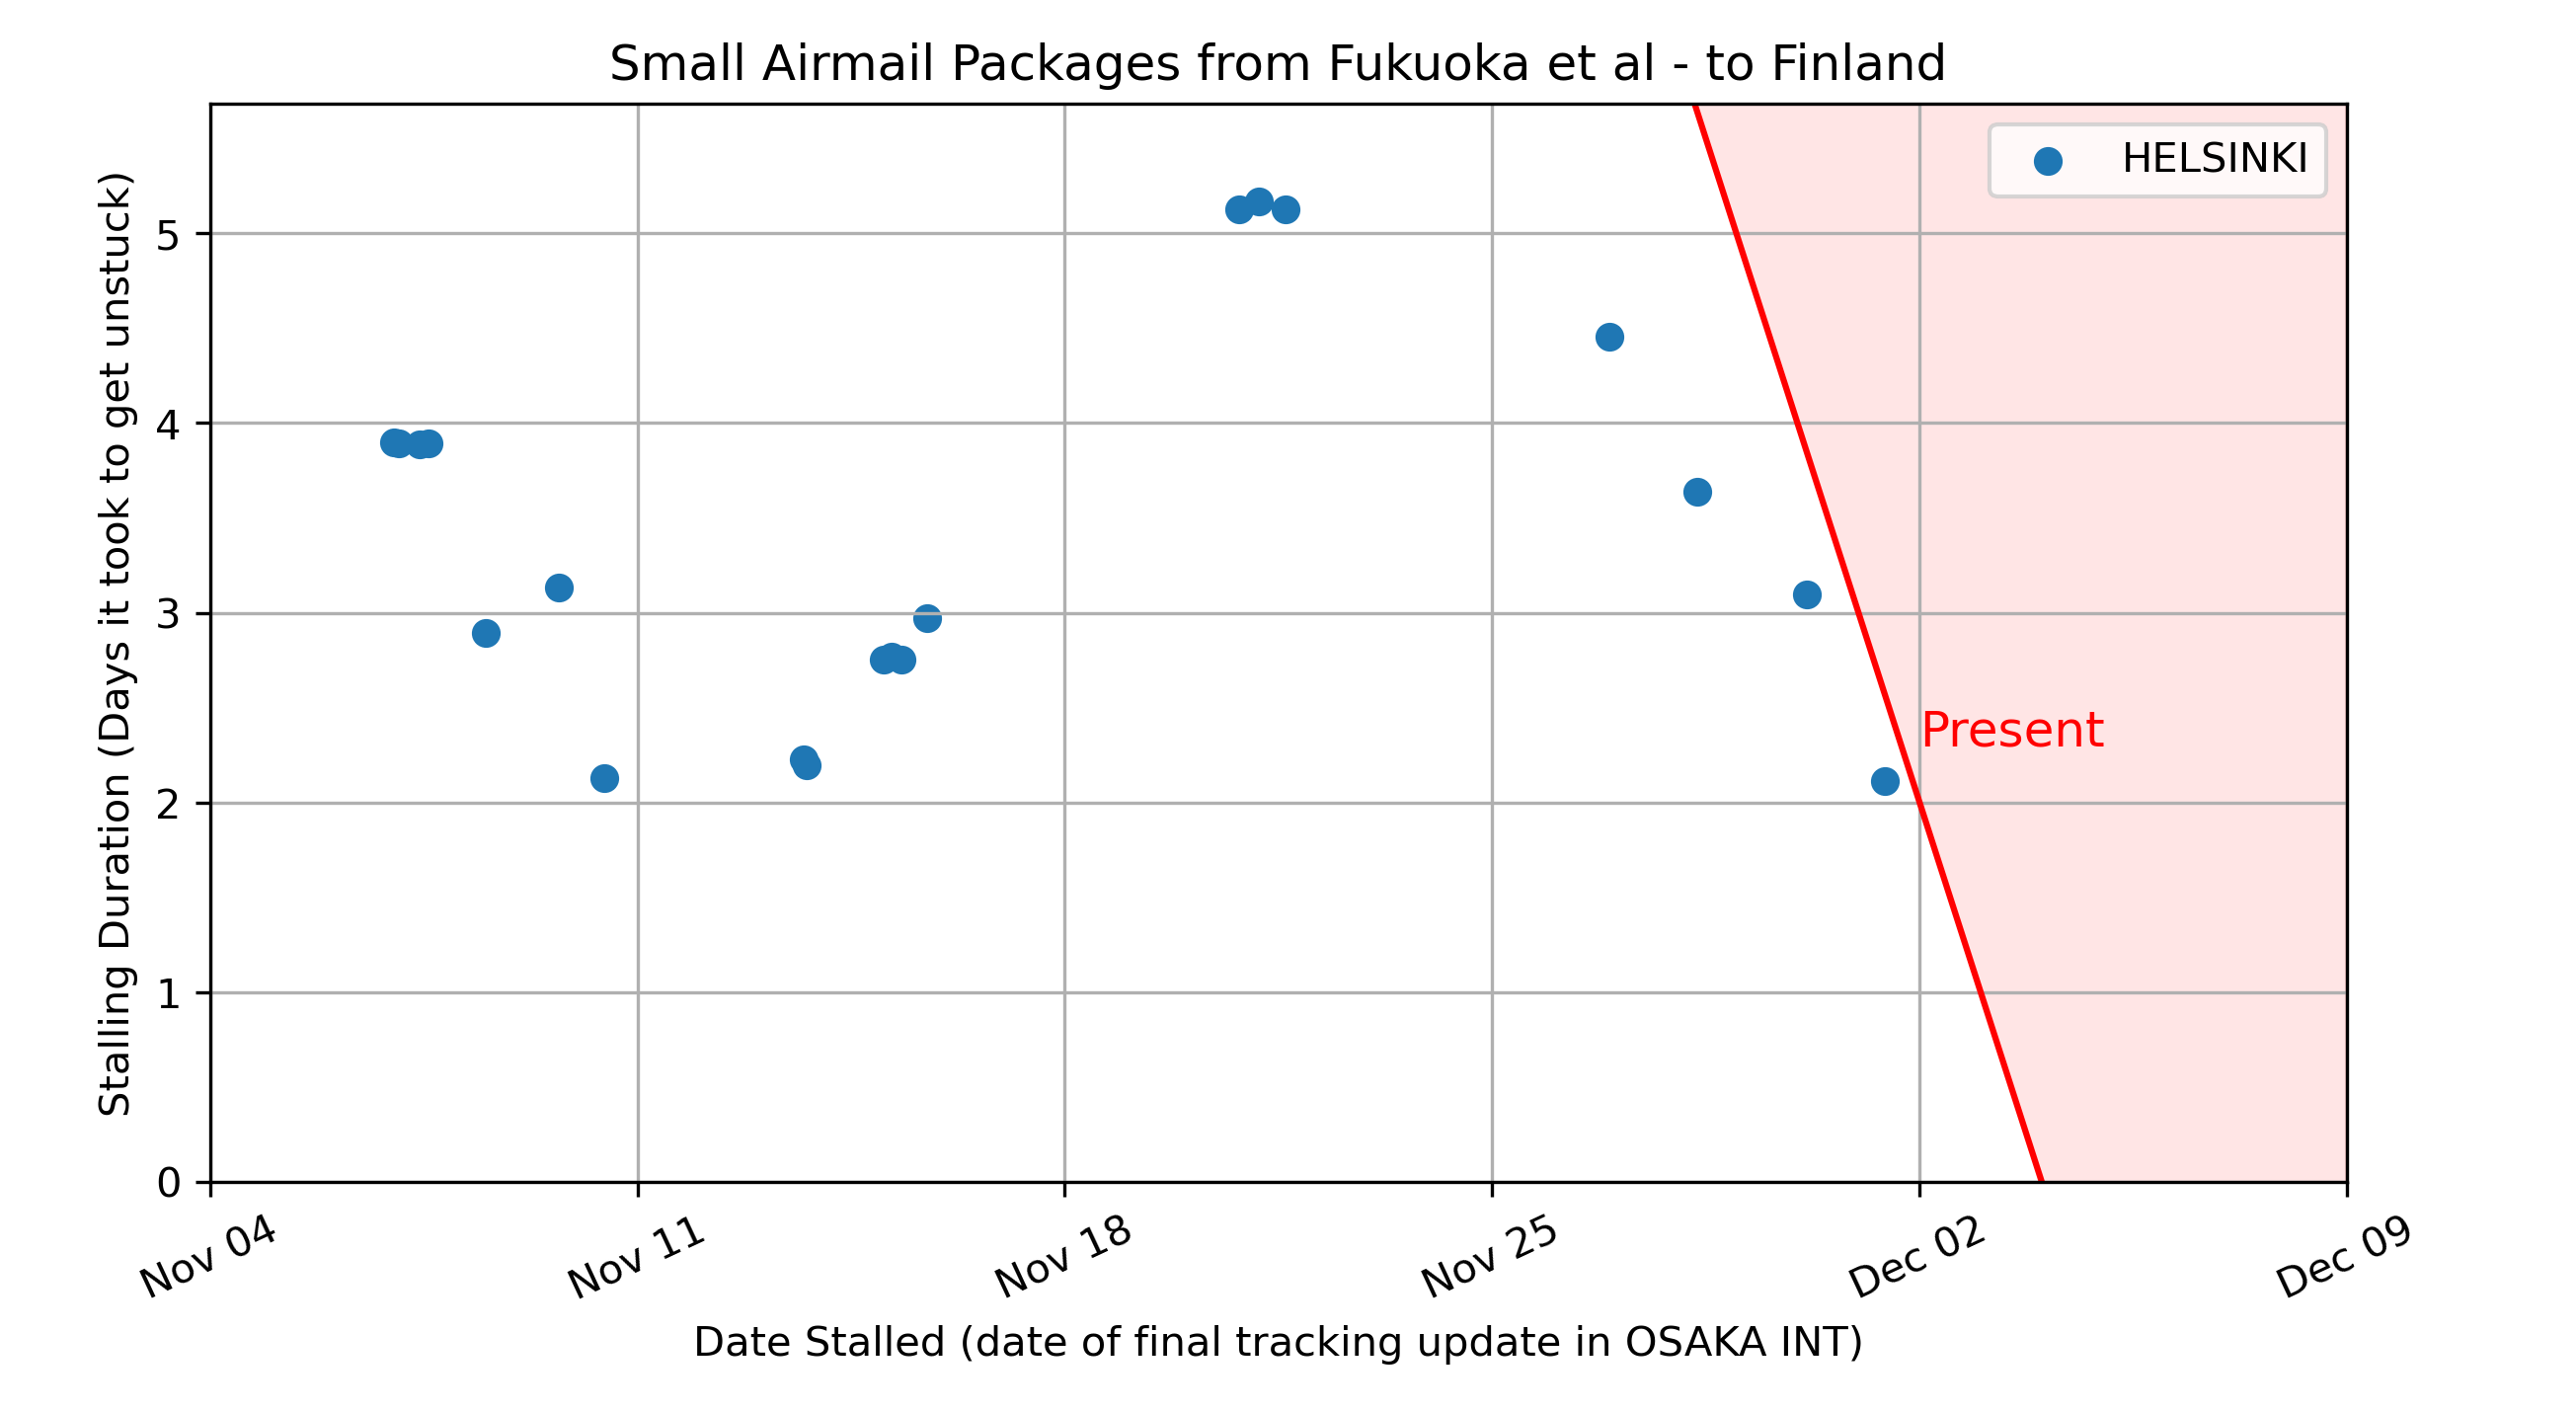 Small Airmail Packages from Fukuoka et al - to Finland
HELSINKI
Stalling Duration (Days it took to get unstuck)
5
4
3
2
1
0
Present
Nov 04
Nov 11
Nov 18
Nov 25
Dec 02
Dec 09
Date Stalled (date of final tracking update in OSAKA INT)